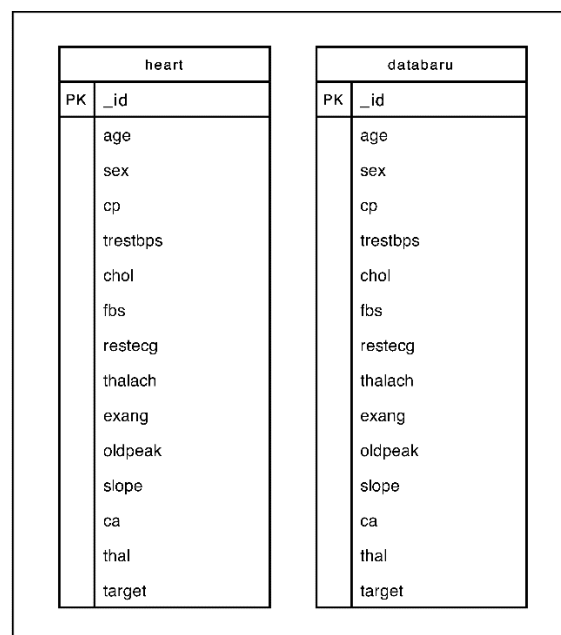 heart
PK _id
age
sex
cp
trestbps
chol
fbs
restecg
thalach
exang
oldpeak
slope
ca
thal
target
databaru
PK _id
age
sex
cp
trestbps
chol
fbs
restecg
thalach
exang
oldpeak
slope
ca
thal
target